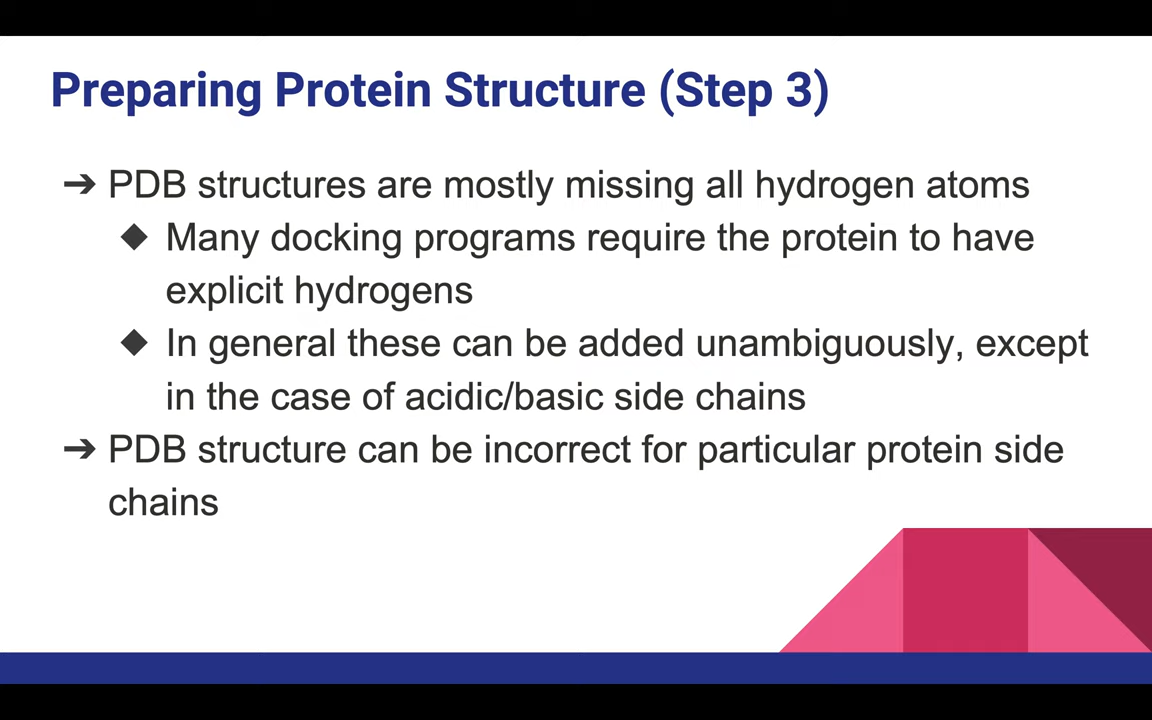 Preparing Protein Structure (Step 3)
➔ PDB structures are mostly missing all hydrogen atoms
◆ Many docking programs require the protein to have
explicit hydrogens
◆ In general these can be added unambiguously, except
in the case of acidic/basic side chains
➔ PDB structure can be incorrect for particular protein side
chains